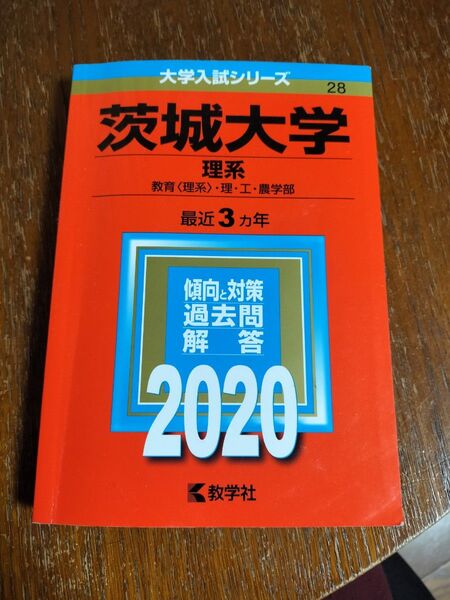 大学入試シリーズ
28
茨城大学
理系
教育〈理系〉・理・工・農学部
最近3カ年
傾向と対策
過去問
解答
2020
教学社